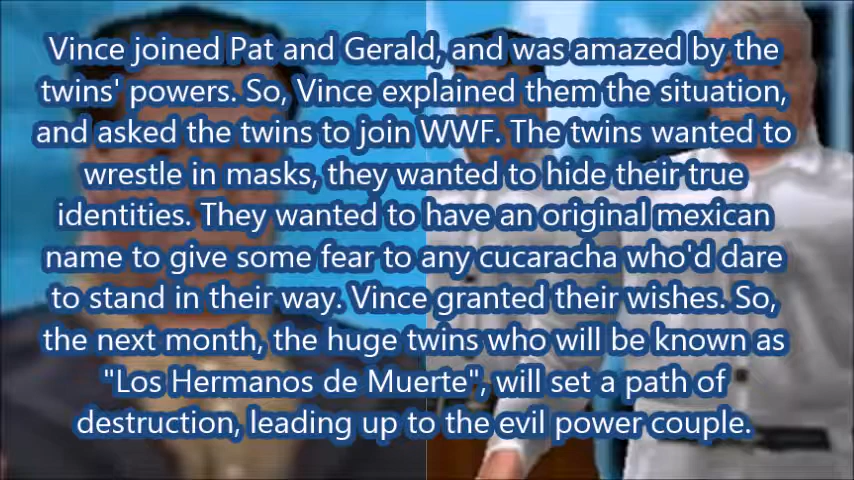 Vince joined Pat and Gerald, and was amazed by the
twins' powers. So, Vince explained them the situation,
and asked the twins to join WWF. The twins wanted to
wrestle in masks, they wanted to hide their true
identities. They wanted to have an original mexican
name to give some fear to any cucaracha who'd dare
to stand in their way. Vince granted their wishes. So,
the next month, the huge twins who will be known as
"Los Hermanos de Muerte", will set a path of
destruction, leading up to the evil power couple.